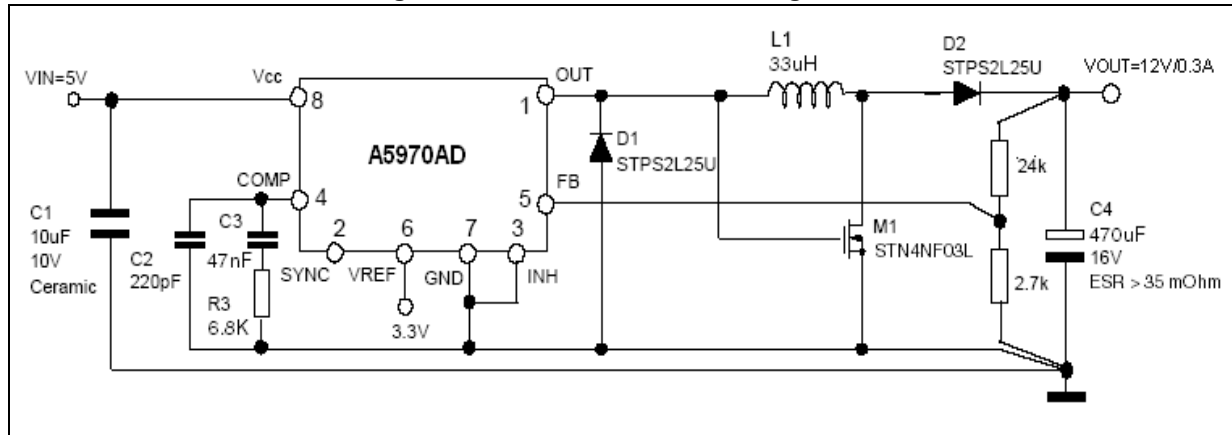 VIN=5V
Vcc
8
A5970AD
OUT
1
L1
33uH
D2
STPS2L25U
VOUT=12V/0.3A
D1
STPS2L25U
COMP
4
FB
5
24k
C1
10uF
10V
Ceramic
C2
220pF
C3
47nF
R3
6.8K
2
SYNC
6
VREF
3.3V
7
GND
3
INH
M1
STN4NF03L
2.7k
C4
470uF
16V
ESR > 35 mOhm